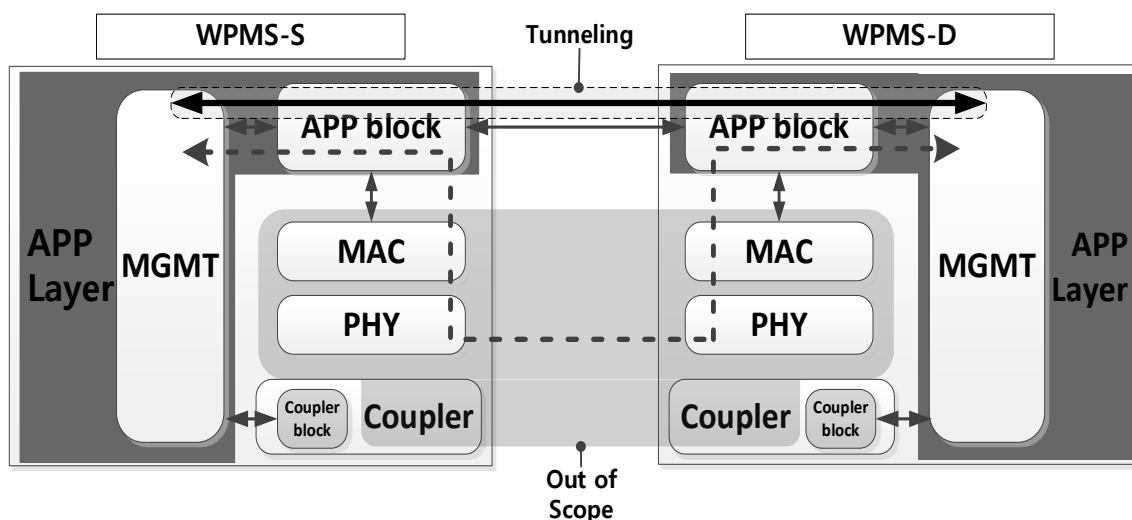 WPMS-S
Tunneling
WPMS-D
APP block
APP block
APP
Layer
MGMT
MAC
PHY
Coupler
block
Coupler
MAC
PHY
Coupler
Coupler
block
MGMT
APP
Layer
Out of
Scope